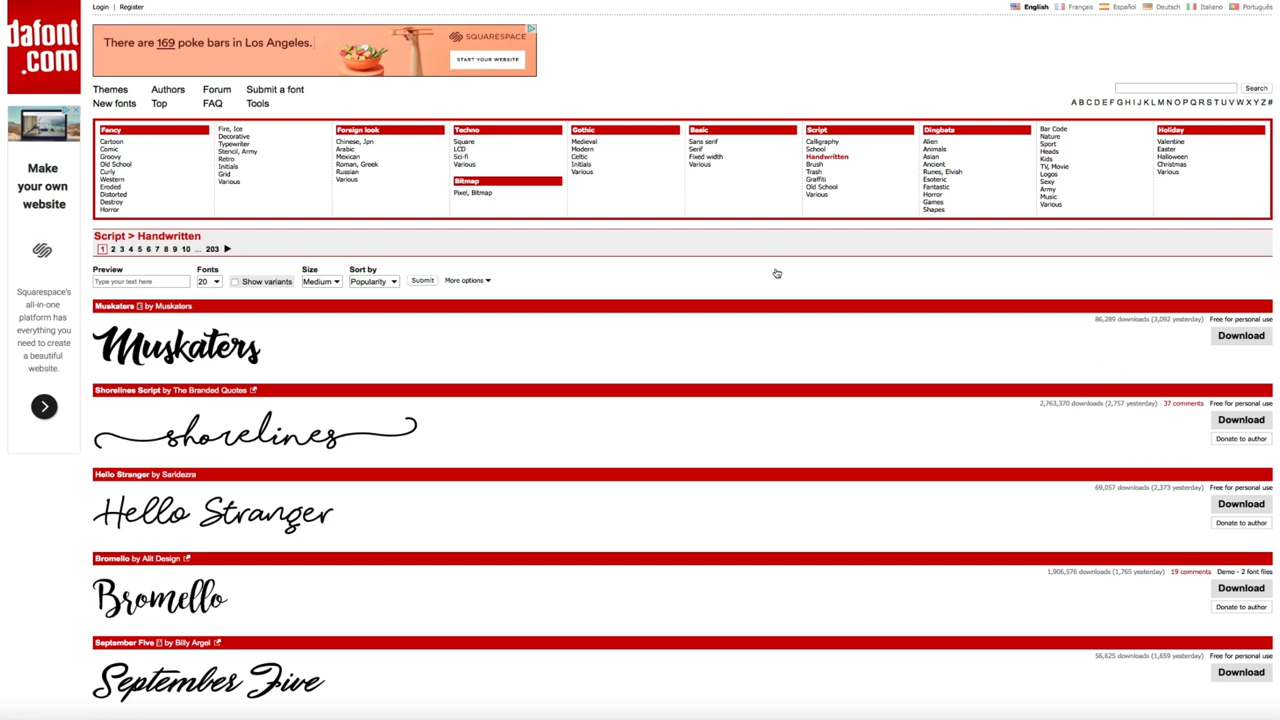 Login | Register
English Français Español Deutsch Italiano Português
dafont
.com
There are 169 poke bars in Los Angeles.
SQUARESPACE
START YOUR WEBSITE
Themes Authors Forum Submit a font
New fonts Top FAQ Tools
Search
A B C D E F G H I J K L M N O P Q R S T U V W X Y Z #
Fancy
Cartoon
Comic
Groovy
Old School
Curly
Western
Eroded
Distorted
Destroy
Horror
Fire, Ice
Decorative
Typewriter
Stencil, Army
Retro
Initials
Grid
Various
Foreign look
Chinese, Jpn
Arabic
Mexican
Roman, Greek
Russian
Various
Techno
Square
LCD
Sci-fi
Various
Bitmap
Pixel, Bitmap
Gothic
Medieval
Modern
Celtic
Initials
Various
Basic
Sans serif
Serif
Fixed width
Various
Script
Calligraphy
School
Handwritten
Brush
Trash
Graffiti
Old School
Various
Dingbats
Alien
Animals
Asian
Ancient
Runes, Elvish
Esoteric
Fantastic
Horror
Games
Shapes
Bar Code
Nature
Sport
Heads
Kids
TV, Movie
Logos
Sexy
Army
Music
Various
Holiday
Valentine
Easter
Halloween
Christmas
Various
Make
your own
website
Squarespace's
all-in-one
platform has
everything you
need to create
a beautiful
website.
Script > Handwritten
1 2 3 4 5 6 7 8 9 10 ... 203
Preview Fonts Size Sort by
Type your text here 20 Show variants Medium Popularity Submit More options
Muskaters by Muskaters
86,289 downloads (3,092 yesterday) Free for personal use
Muskaters
Download
Shorelines Script by The Branded Quotes
2,763,370 downloads (2,757 yesterday) 37 comments Free for personal use
shorelines
Download
Donate to author
Hello Stranger by Saridezra
69,057 downloads (2,373 yesterday) Free for personal use
Hello Stranger
Download
Donate to author
Bromello by Alit Design
1,906,576 downloads (1,765 yesterday) 19 comments Demo - 2 font files
Bromello
Download
Donate to author
September Five by Billy Argel
56,625 downloads (1,659 yesterday) Free for personal use
September Five
Download